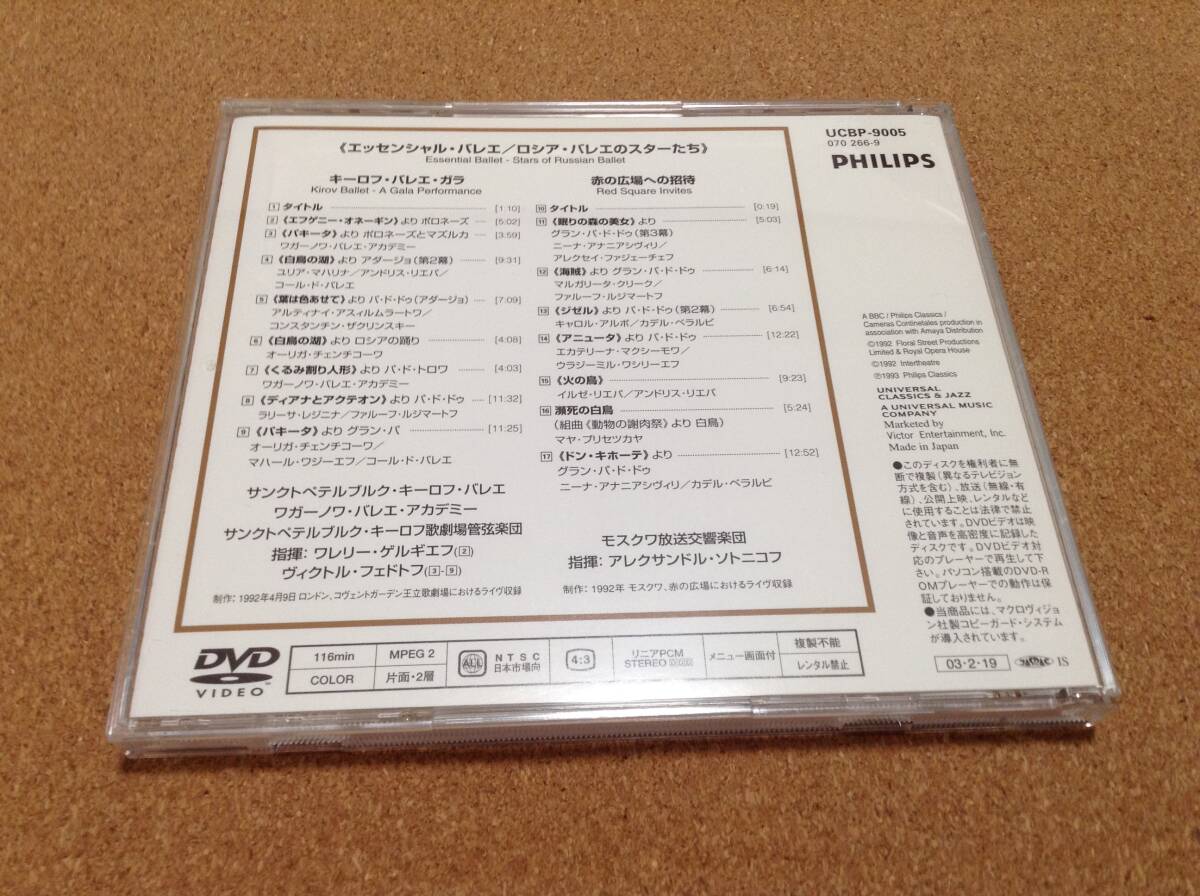 《エッセンシャル・バレエ/ロシア・バレエのスターたち》
Essential Ballet - Stars of Russian Ballet
キーロフ・バレエ・ガラ
Kirov Ballet - A Gala Performance
1 タイトル [1:10]
2 《エフゲニー・オネーギン》より ポロネーズ [5:02]
3 《パキータ》より ポロネーズとマズルカ [3:59]
ワガーノワ・バレエ・アカデミー
4 《白鳥の湖》より アダージョ(第2幕) [9:31]
ユリア・マハリナ/アンドリス・リエパ/
コール・ド・バレエ
5 《葉は色あせて》より パ・ド・ドゥ(アダージョ) [7:09]
アルティナイ・アスィルムラートワ/
コンスタンチン・ザクリンスキー
6 《白鳥の湖》より ロシアの踊り [4:08]
オーリガ・チェンチコーワ
7 《くるみ割り人形》より パ・ド・トロワ [4:03]
ワガーノワ・バレエ・アカデミー
8 《ディアナとアクテオン》より パ・ド・ドゥ [11:32]
ラリーサ・レジニナ/ファルーフ・ルジマートフ
9 《パキータ》より グラン・パ [11:25]
オーリガ・チェンチコーワ/
マハール・ワジーエフ/コール・ド・バレエ
サンクトペテルブルク・キーロフ・バレエ
ワガーノワ・バレエ・アカデミー
サンクトペテルブルク・キーロフ歌劇場管弦楽団
指揮:ワレリー・ゲルギエフ(2)
ヴィクトル・フェドトフ(3-9)
制作:1992年4月9日 ロンドン、コヴェントガーデン王立歌劇場におけるライヴ収録
赤の広場への招待
Red Square Invites
10 タイトル [0:19]
11 《眠りの森の美女》より [5:03]
グラン・パ・ド・ドゥ(第3幕)
ニーナ・アナニアシヴィリ/
アレクセイ・ファジェーチェフ
12 《海賊》より グラン・パ・ド・ドゥ [6:14]
マルガリータ・クリーク/
ファルーフ・ルジマートフ
13 《ジゼル》より パ・ド・ドゥ(第2幕) [6:54]
キャロル・アルボ/カデル・ベラルビ
14 《アニュータ》より パ・ド・ドゥ [12:22]
エカテリーナ・マクシーモワ/
ウラジーミル・ワシリーエフ
15 《火の鳥》 [9:23]
イルゼ・リエパ/アンドリス・リエパ
16 瀕死の白鳥 [5:24]
(組曲《動物の謝肉祭》より 白鳥)
マヤ・プリセツカヤ
17 《ドン・キホーテ》より [12:52]
グラン・パ・ド・ドゥ
ニーナ・アナニアシヴィリ/カデル・ベラルビ
モスクワ放送交響楽団
指揮:アレクサンドル・ソトニコフ
制作:1992年 モスクワ、赤の広場におけるライヴ収録
UCBP-9005
070 266-9
PHILIPS
A BBC / Philips Classics /
Cameras Continetales production in
association with Amaya Distribution
©1992 Floral Street Productions
Limited & Royal Opera House
©1992 Intertheatre
℗1993 Philips Classics
UNIVERSAL
CLASSICS & JAZZ
A UNIVERSAL MUSIC
COMPANY
Marketed by
Victor Entertainment, Inc.
Made in Japan
●このディスクを権利者に無
断で複製(異なるテレビジョン
方式を含む)、放送(無線・有
線)、公開上映、レンタルなど
に使用することは法律で禁止
されています。DVDビデオは映
像と音声を高密度に記録した
ディスクです。DVDビデオ対
応のプレーヤーで再生して下
さい。パソコン搭載のDVD-R
OMプレーヤーでの動作は保
証しておりません。
●当商品には、マクロヴィジョ
ン社製コピーガード・システム
が導入されています。
03・2・19 IS
DVD
VIDEO
116min
MPEG 2
COLOR
片面・2層
ALL
NTSC
日本市場向
4:3
リニアPCM
STEREO
メニュー画面付
複製不能
レンタル禁止